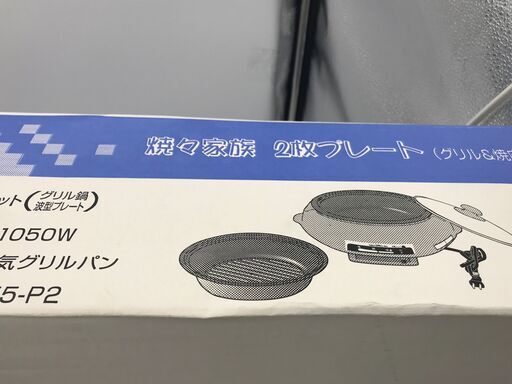 焼々家族 2枚プレート (グリル&焼
ット(グリル鍋
波型プレート)
1050W
気グリルパン
5-P2